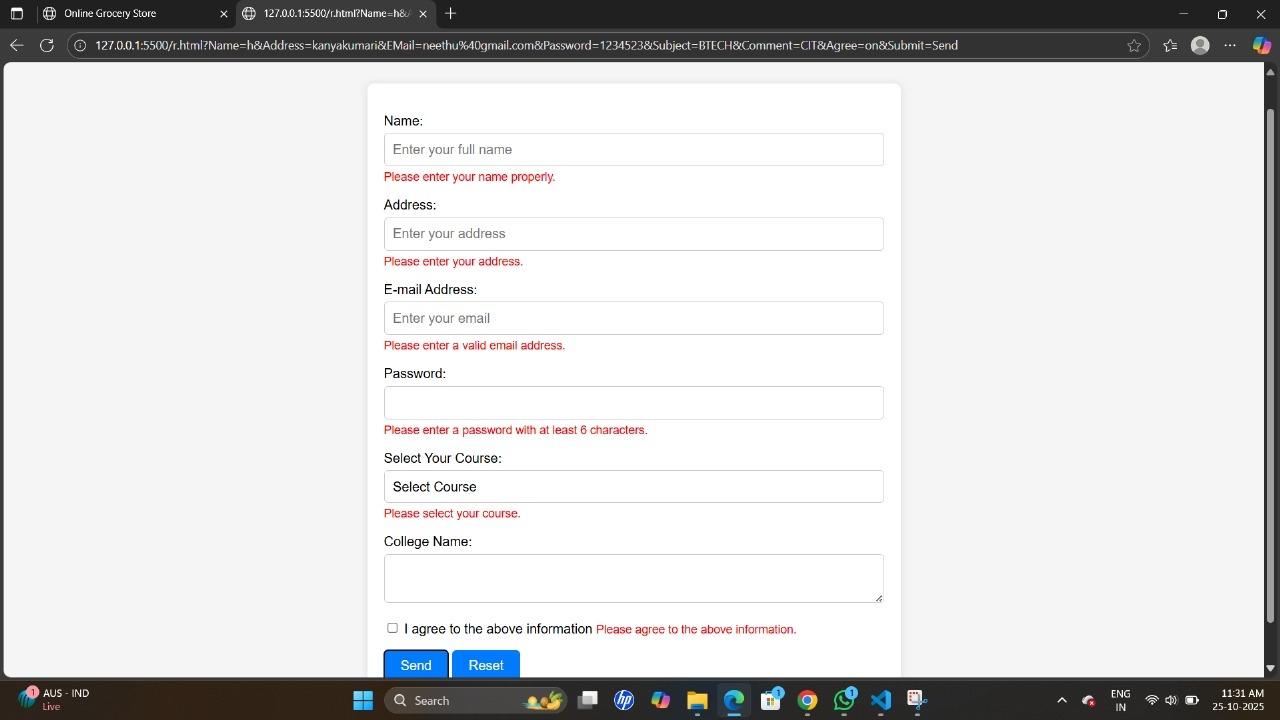 Online Grocery Store
127.0.0.1:5500/r.html?Name=h&
127.0.0.1:5500/r.html?Name=h&Address=kanyakumari&EMail=neethu%40gmail.com&Password=1234523&Subject=BTECH&Comment=CIT&Agree=on&Submit=Send
Name:
Enter your full name
Please enter your name properly.
Address:
Enter your address
Please enter your address.
E-mail Address:
Enter your email
Please enter a valid email address.
Password:
Please enter a password with at least 6 characters.
Select Your Course:
Select Course
Please select your course.
College Name:
I agree to the above information Please agree to the above information.
Send Reset
1 AUS - IND
Live
Search
hp
1
1
ENG
IN
11:31 AM
25-10-2025